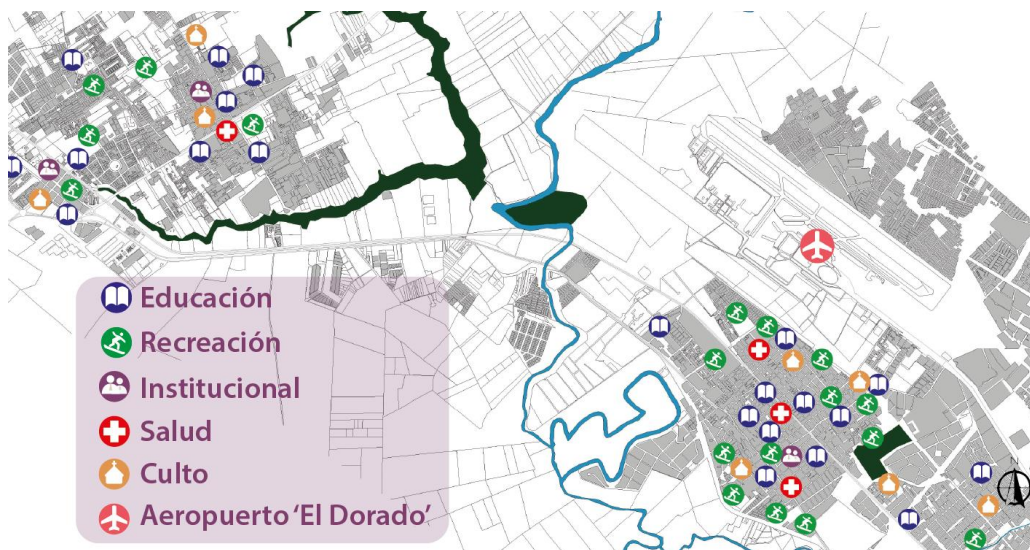 Educación
Recreación
Institucional
Salud
Culto
Aeropuerto 'El Dorado'
N